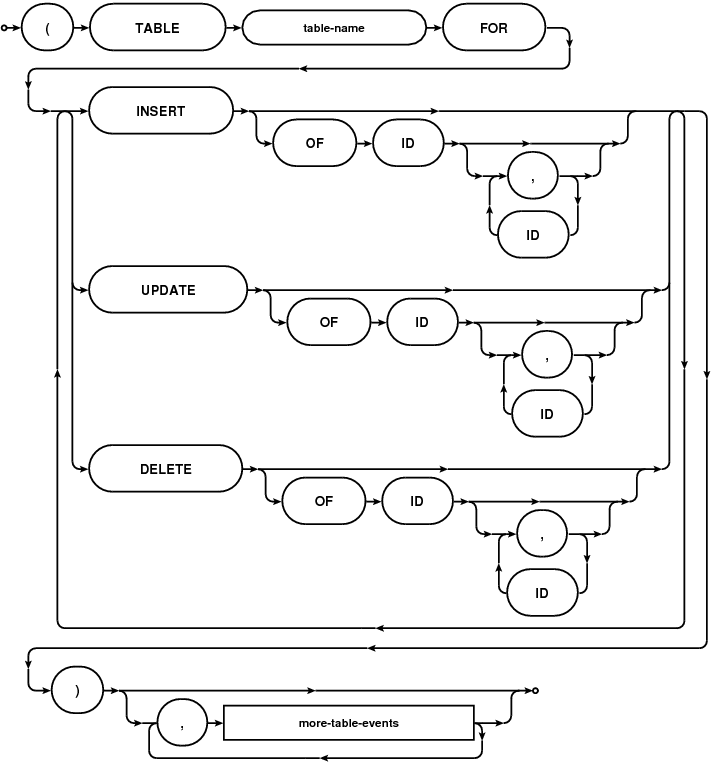 ( TABLE table-name FOR
INSERT
OF ID
,
ID
UPDATE
OF ID
,
ID
DELETE
OF ID
,
ID
)
, more-table-events